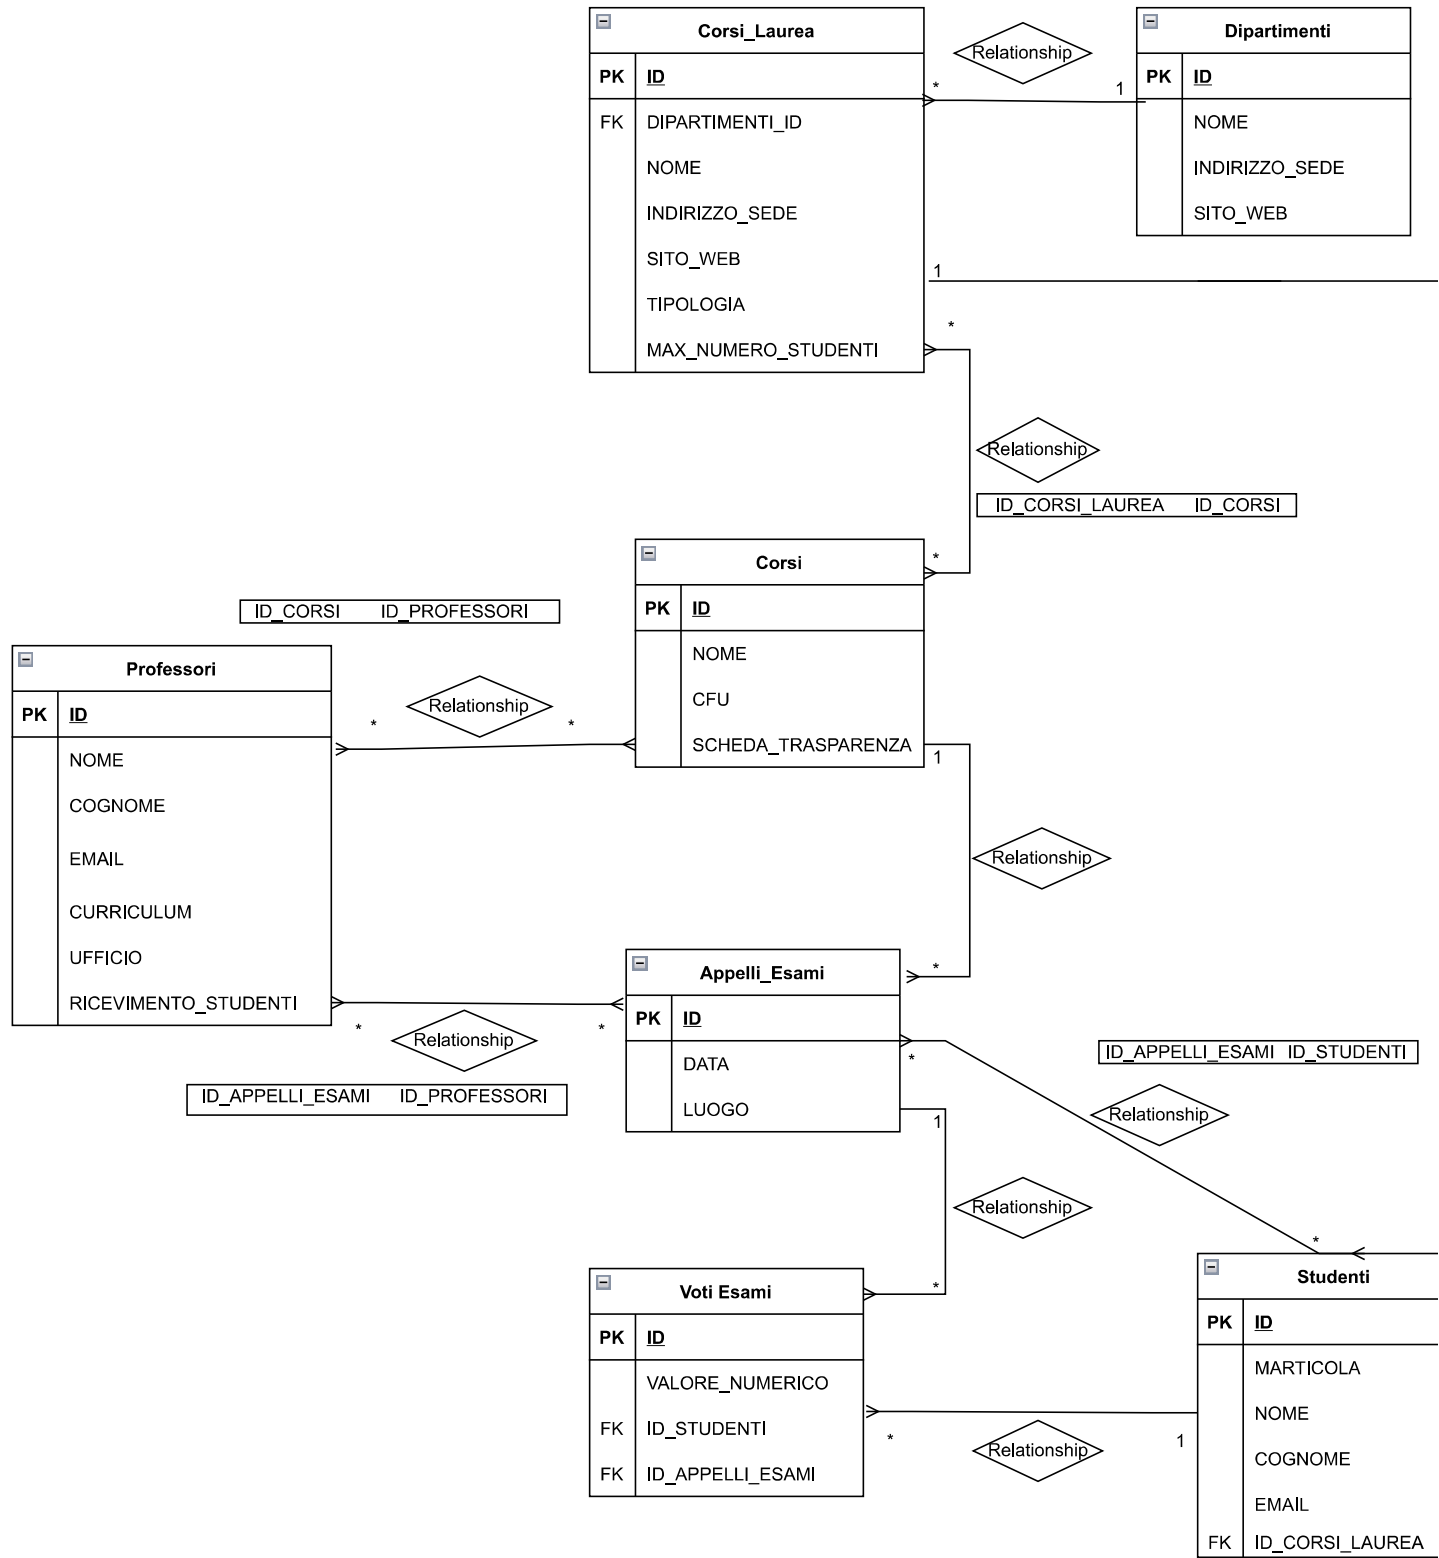 Corsi_Laurea
PK ID
FK DIPARTIMENTI_ID
NOME
INDIRIZZO_SEDE
SITO_WEB
TIPOLOGIA
MAX_NUMERO_STUDENTI
Relationship
* 1
Dipartimenti
PK ID
NOME
INDIRIZZO_SEDE
SITO_WEB
1
*
Relationship
ID_CORSI_LAUREA ID_CORSI
*
Corsi
PK ID
NOME
CFU
SCHEDA_TRASPARENZA
1
ID_CORSI ID_PROFESSORI
Relationship
* *
Professori
PK ID
NOME
COGNOME
EMAIL
CURRICULUM
UFFICIO
RICEVIMENTO_STUDENTI
Relationship
*
Appelli_Esami
PK ID
DATA
LUOGO
* *
Relationship
ID_APPELLI_ESAMI ID_PROFESSORI
*
ID_APPELLI_ESAMI ID_STUDENTI
Relationship
*
1
Relationship
*
Voti Esami
PK ID
VALORE_NUMERICO
FK ID_STUDENTI
FK ID_APPELLI_ESAMI
* 1
Relationship
Studenti
PK ID
MARTICOLA
NOME
COGNOME
EMAIL
FK ID_CORSI_LAUREA